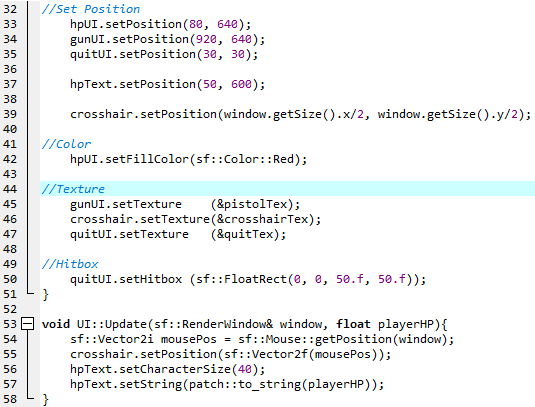 32 //Set Position
33 hpUI.setPosition(80, 640);
34 gunUI.setPosition(920, 640);
35 quitUI.setPosition(30, 30);
36
37 hpText.setPosition(50, 600);
38
39 crosshair.setPosition(window.getSize().x/2, window.getSize().y/2);
40
41 //Color
42 hpUI.setFillColor(sf::Color::Red);
43
44 //Texture
45 gunUI.setTexture (&pistolTex);
46 crosshair.setTexture(&crosshairTex);
47 quitUI.setTexture (&quitTex);
48
49 //Hitbox
50 quitUI.setHitbox (sf::FloatRect(0, 0, 50.f, 50.f));
51 }
52
53 void UI::Update(sf::RenderWindow& window, float playerHP){
54 sf::Vector2i mousePos = sf::Mouse::getPosition(window);
55 crosshair.setPosition(sf::Vector2f(mousePos));
56 hpText.setCharacterSize(40);
57 hpText.setString(patch::to_string(playerHP));
58 }